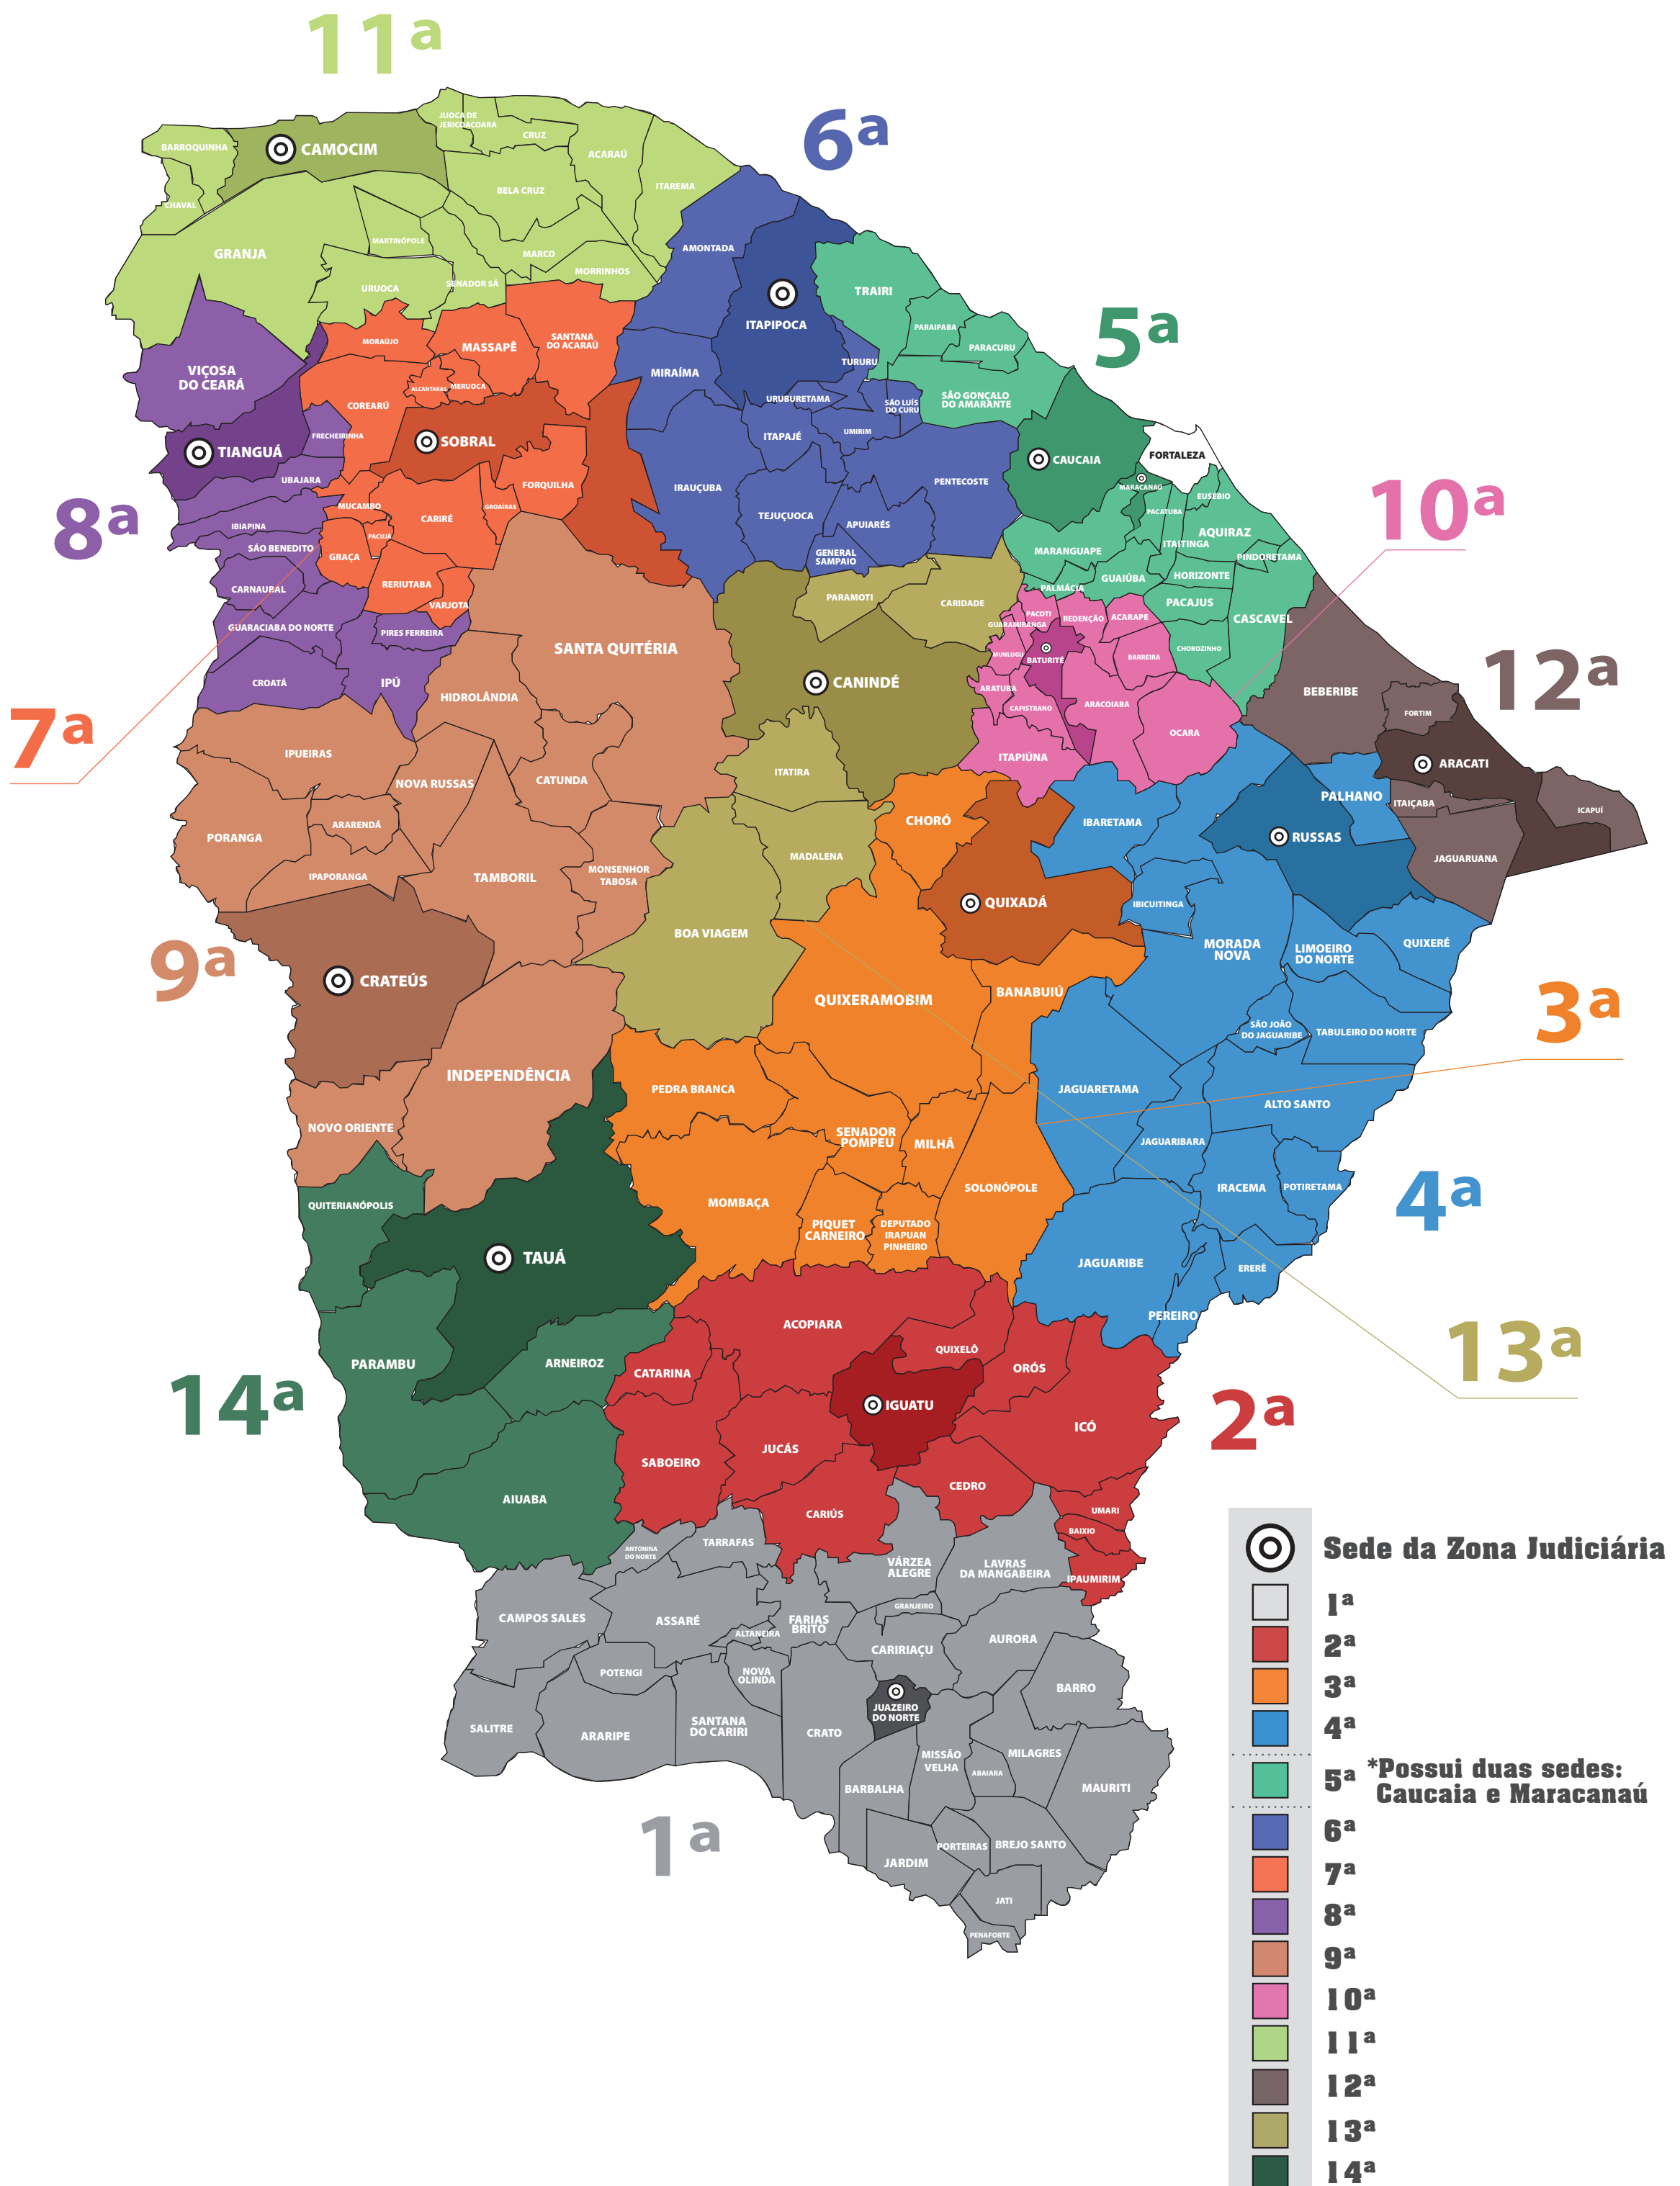 11ª
6ª
JIJOCA DE
JERICOACOARA
CRUZ
BARROQUINHA
CAMOCIM
ACARAÚ
ITAREMA
BELA CRUZ
CHAVAL
MARTINÓPOLE
GRANJA
MARCO
MORRINHOS
URUOCA
SENADOR SÁ
AMONTADA
ITAPIPOCA
TRAIRI
PARAIPABA
PARACURU
5ª
MORAÚJO
MASSAPÊ
SANTANA
DO ACARAÚ
VIÇOSA
DO CEARÁ
MIRAÍMA
TURURU
ALCÂNTARAS
MERUOCA
COREARÚ
URUBURETAMA
SÃO LUÍS
DO CURU
SÃO GONÇALO
DO AMARANTE
FRECHEIRINHA
SOBRAL
ITAPAJÉ
UMIRIM
TIANGUÁ
CAUCAIA
FORTALEZA
UBAJARA
FORQUILHA
IRAUÇUBA
PENTECOSTE
MARACANAÚ
EUSEBIO
10ª
8ª
MUCAMBO
GROAÍRAS
CARIRÉ
TEJUÇUOCA
APUIARÉS
PACATUBA
AQUIRAZ
IBIAPINA
PACUJÁ
SÃO BENEDITO
GRAÇA
GENERAL
SAMPAIO
MARANGUAPE
ITAITINGA
PINDORETAMA
CARNAUBAL
RERIUTABA
VARJOTA
PARAMOTI
CARIDADE
PALMÁCIA
GUAIÚBA
HORIZONTE
PACAJUS
GUARACIABA DO NORTE
PIRES FERREIRA
PACOTI
GUARAMIRANGA
REDENÇÃO
ACARAPE
CASCAVEL
SANTA QUITÉRIA
MUNLUGU
BATURITÉ
BARREIRA
CHOROZINHO
CROATÁ
IPÚ
HIDROLÂNDIA
CANINDÉ
ARATUBA
CAPISTRANO
ARACOIABA
BEBERIBE
12ª
FORTIM
7ª
IPUEIRAS
NOVA RUSSAS
CATUNDA
ITATIRA
ITAPIÚNA
OCARA
ARACATI
PORANGA
ARARENDÁ
CHORÓ
IBARETAMA
PALHANO
ITAIÇABA
ICAPUÍ
RUSSAS
IPAPORANGA
TAMBORIL
MONSENHOR
TABOSA
MADALENA
JAGUARUANA
QUIXADÁ
IBICUITINGA
BOA VIAGEM
MORADA
NOVA
LIMOEIRO
DO NORTE
QUIXERÉ
9ª
CRATEÚS
QUIXERAMOBIM
BANABUIÚ
3ª
SÃO JOÃO
DO JAGUARIBE
TABULEIRO DO NORTE
INDEPENDÊNCIA
PEDRA BRANCA
JAGUARETAMA
ALTO SANTO
NOVO ORIENTE
SENADOR
POMPEU
MILHÃ
JAGUARIBARA
QUITERIANÓPOLIS
MOMBAÇA
SOLONÓPOLE
IRACEMA
POTIRETAMA
4ª
PIQUET
CARNEIRO
DEPUTADO
IRAPUAN
PINHEIRO
TAUÁ
JAGUARIBE
ERERÊ
PEREIRO
ACOPIARA
13ª
QUIXELÔ
PARAMBU
ARNEIROZ
CATARINA
ORÓS
14ª
IGUATU
2ª
ICÓ
JUCÁS
SABOEIRO
CEDRO
AIUABA
CARIÚS
UMARI
BAIXIO
TARRAFAS
ANTONINA
DO NORTE
VÁRZEA
ALEGRE
LAVRAS
DA MANGABEIRA
IPAUMIRIM
Sede da Zona Judiciária
CAMPOS SALES
ASSARÉ
FARIAS
BRITO
GRANJEIRO
ALTANEIRA
CARIRIAÇU
AURORA
POTENGI
NOVA
OLINDA
BARRO
JUAZEIRO
DO NORTE
SALITRE
ARARIPE
SANTANA
DO CARIRI
CRATO
MISSÃO
VELHA
MILAGRES
ABAIARA
BARBALHA
MAURITI
1ª
PORTEIRAS
BREJO SANTO
JARDIM
JATI
PENAFORTE
1ª
2ª
3ª
4ª
5ª *Possui duas sedes:
Caucaia e Maracanaú
6ª
7ª
8ª
9ª
10ª
11ª
12ª
13ª
14ª